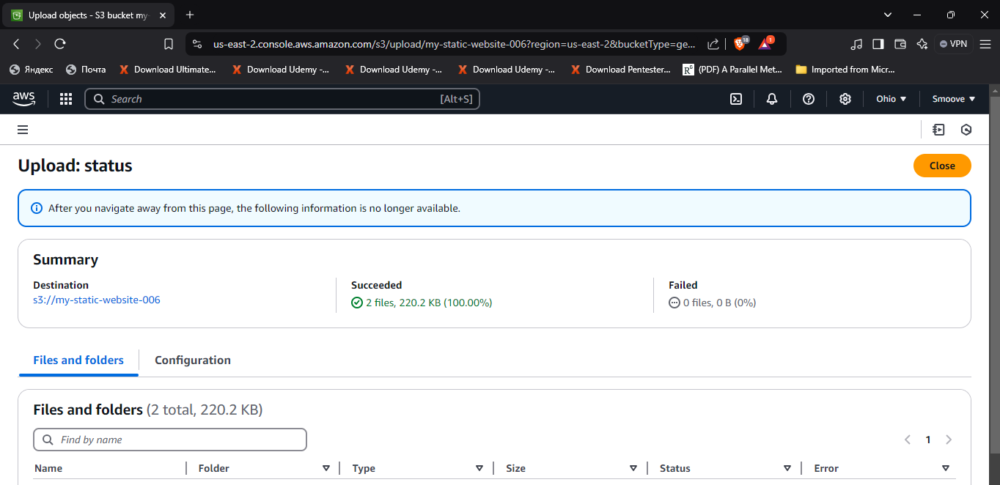 Upload objects - S3 bucket my-
us-east-2.console.aws.amazon.com/s3/upload/my-static-website-006?region=us-east-2&bucketType=ge...
18
1
VPN
Яндекс
Почта
Download Ultimate...
Download Udemy -...
Download Udemy -...
Download Udemy -...
Download Pentester...
R^G
(PDF) A Parallel Met...
Imported from Micr...
aws
Search
[Alt+S]
Ohio
Smoove
Upload: status
Close
After you navigate away from this page, the following information is no longer available.
Summary
Destination
s3://my-static-website-006
Succeeded
2 files, 220.2 KB (100.00%)
Failed
0 files, 0 B (0%)
Files and folders
Configuration
Files and folders (2 total, 220.2 KB)
Find by name
1
Name
Folder
Type
Size
Status
Error